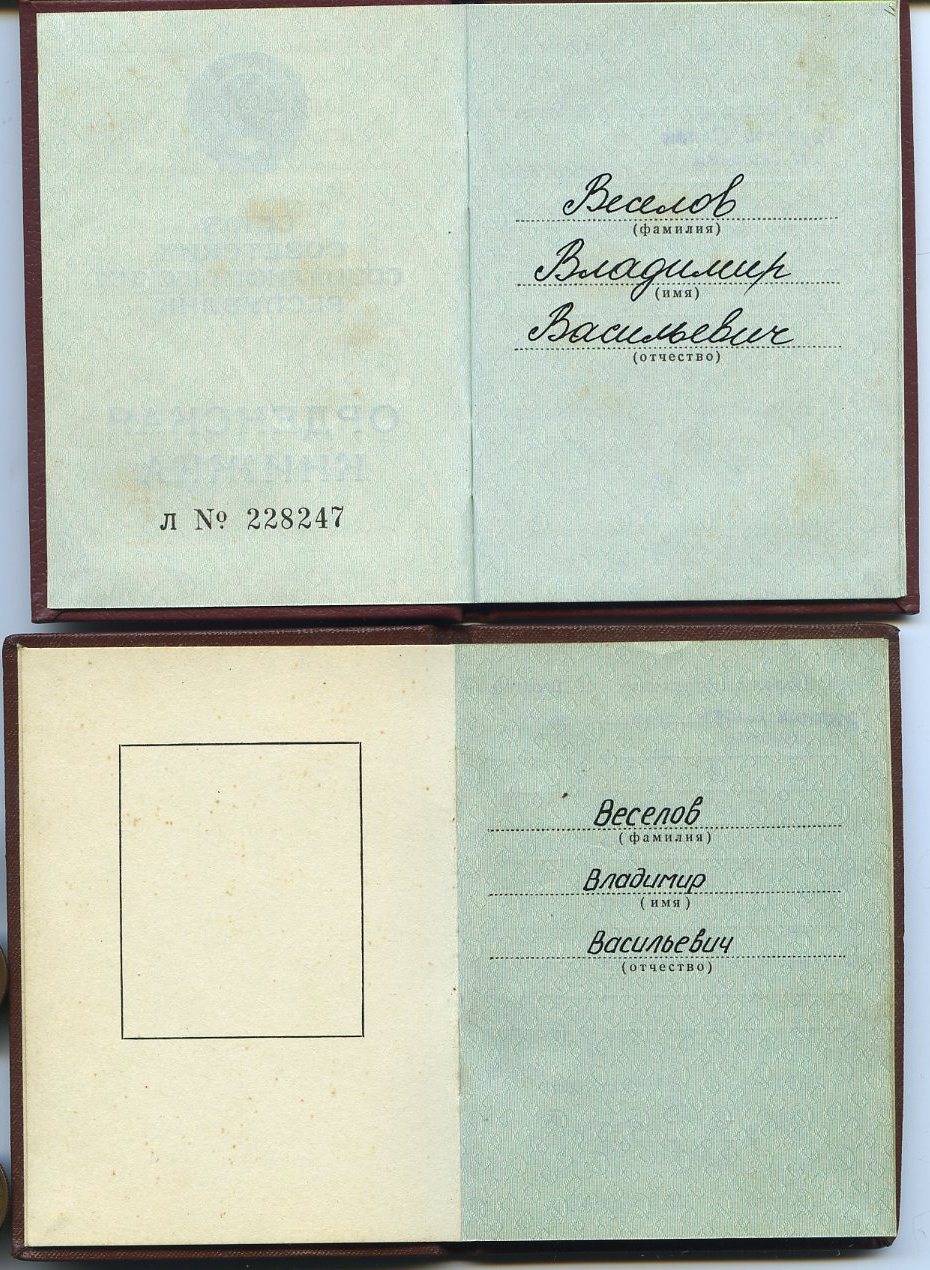 л № 228247
Веселов
(фамилия)
Владимир
(имя)
Васильевич
(отчество)
Веселов
(фамилия)
Владимир
(имя)
Васильевич
(отчество)